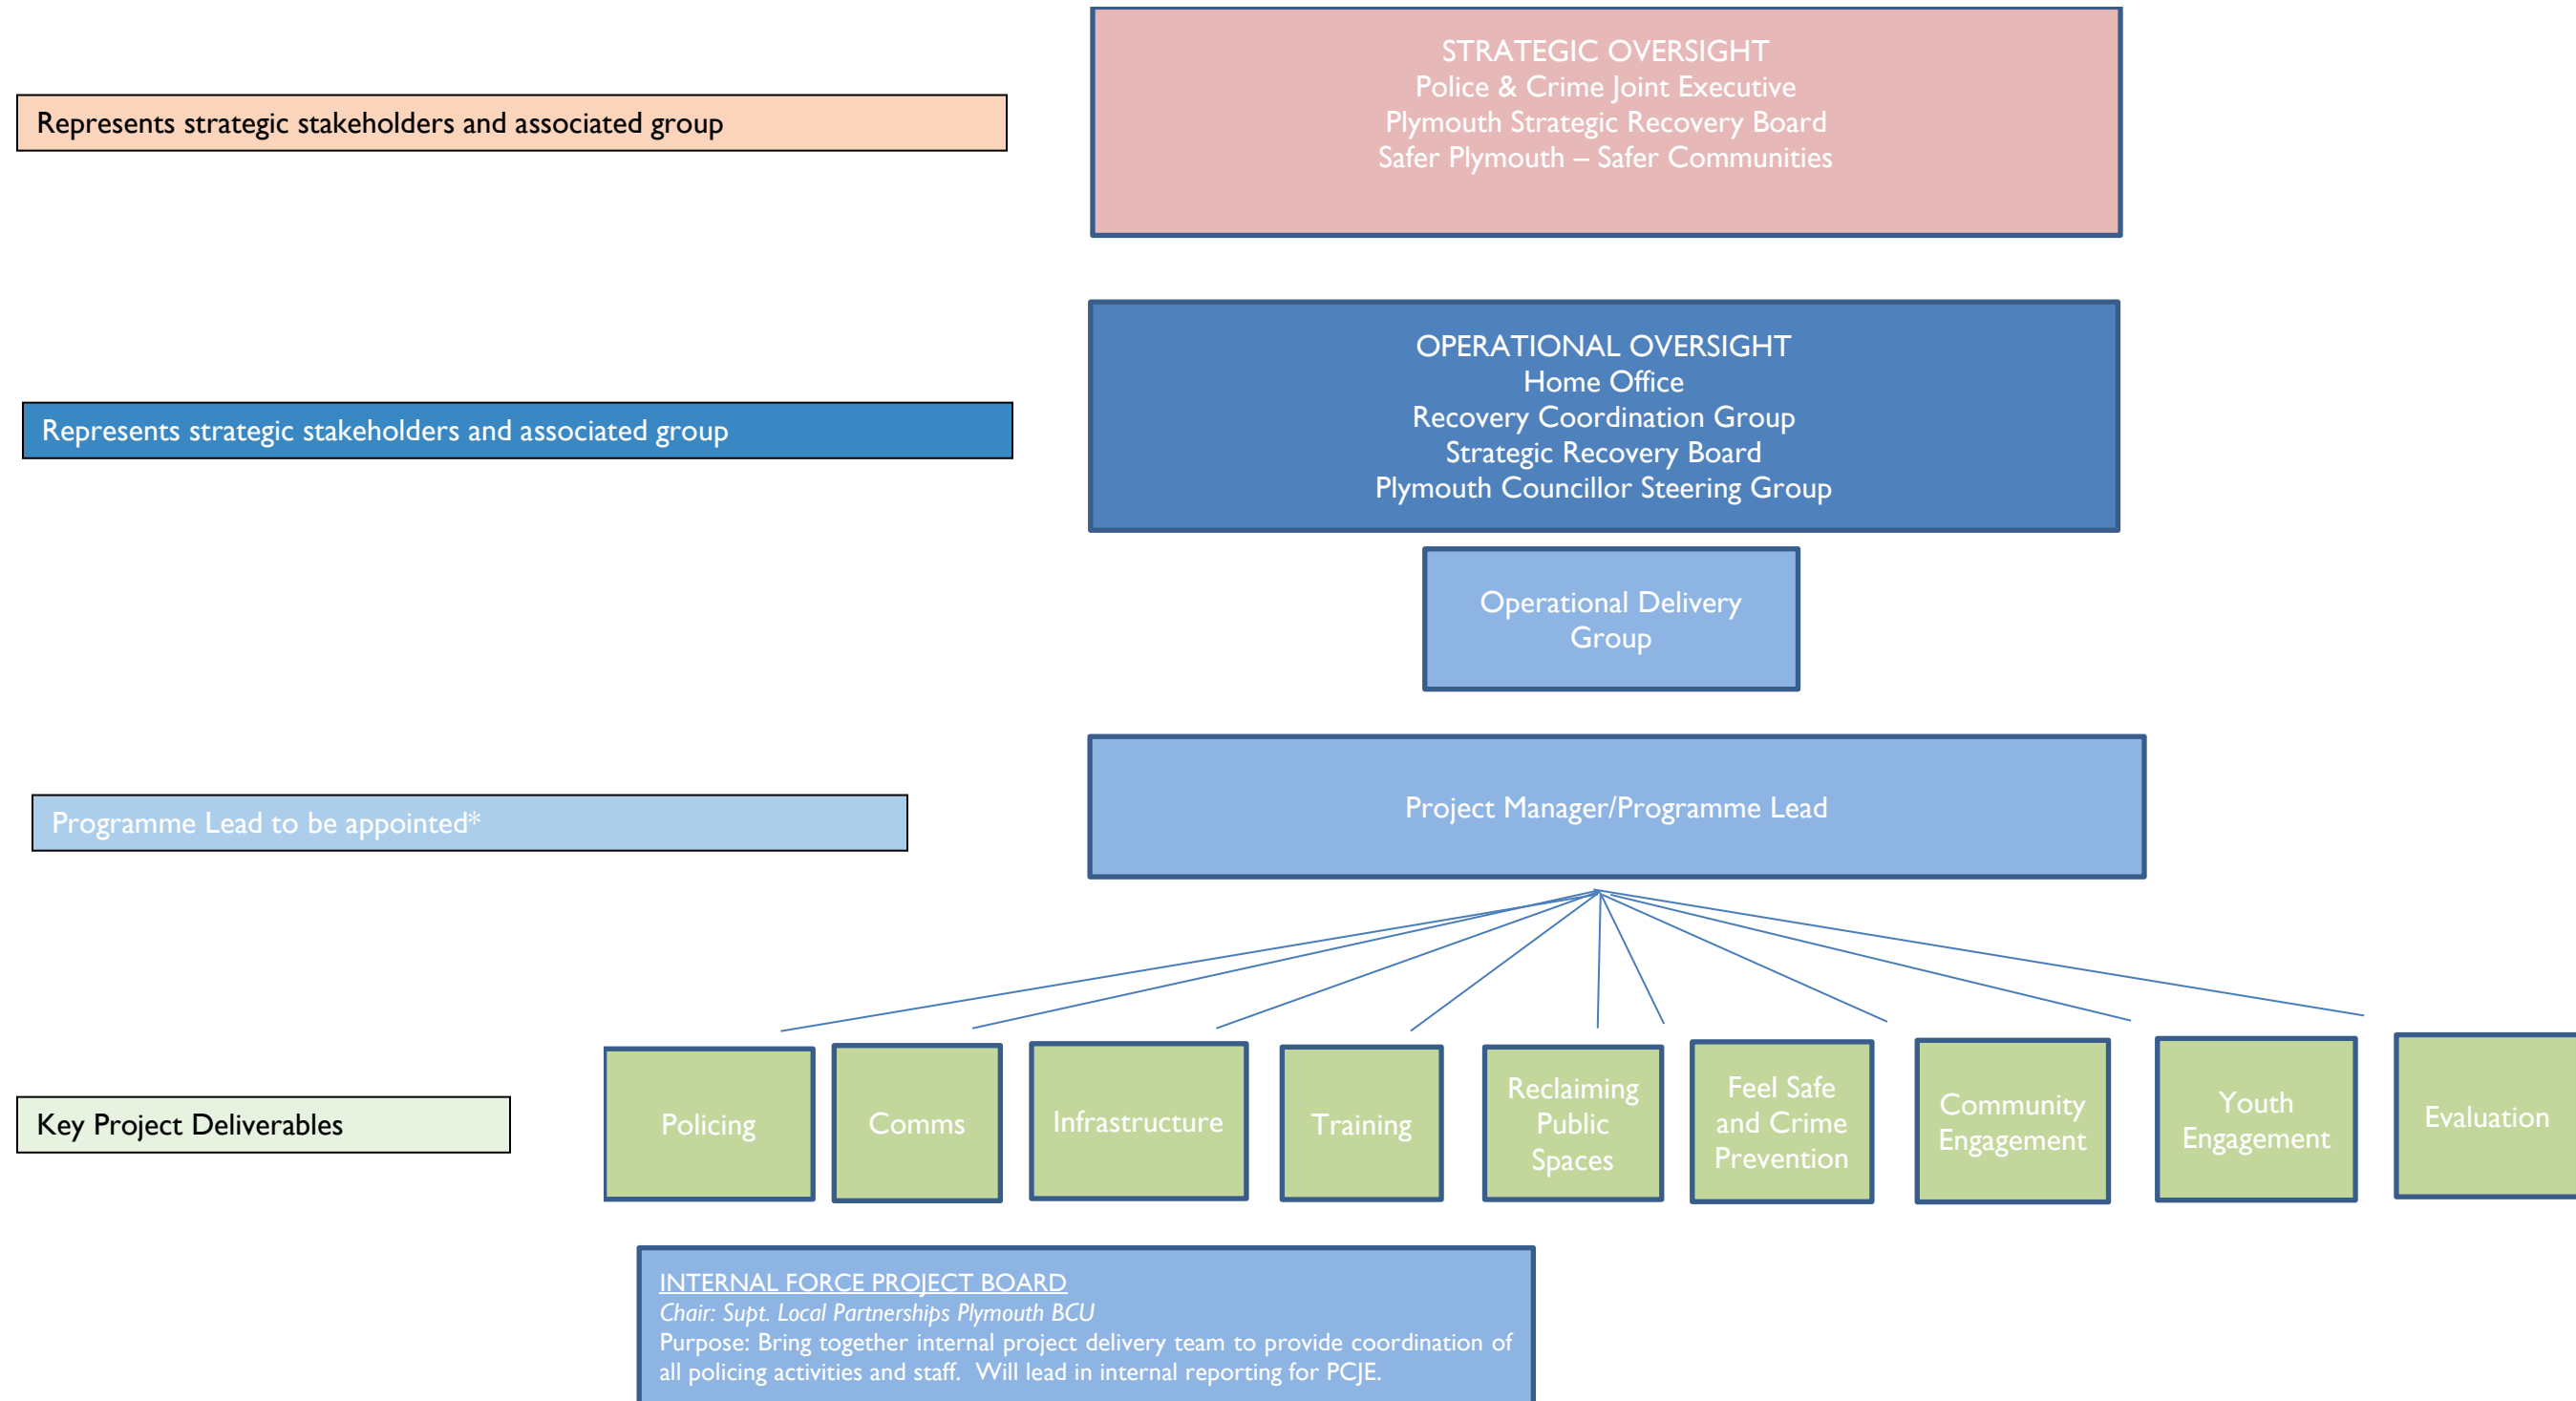 STRATEGIC OVERSIGHT
Police & Crime Joint Executive
Plymouth Strategic Recovery Board
Safer Plymouth – Safer Communities
Represents strategic stakeholders and associated group
OPERATIONAL OVERSIGHT
Home Office
Recovery Coordination Group
Strategic Recovery Board
Plymouth Councillor Steering Group
Represents strategic stakeholders and associated group
Operational Delivery
Group
Project Manager/Programme Lead
Programme Lead to be appointed*
Key Project Deliverables
Policing
Comms
Infrastructure
Training
Reclaiming
Public
Spaces
Feel Safe
and Crime
Prevention
Community
Engagement
Youth
Engagement
Evaluation
INTERNAL FORCE PROJECT BOARD
Chair: Supt. Local Partnerships Plymouth BCU
Purpose: Bring together internal project delivery team to provide coordination of
all policing activities and staff.  Will lead in internal reporting for PCJE.